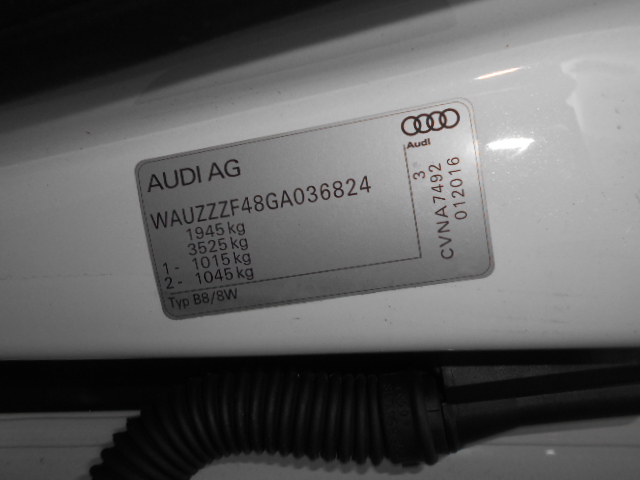 AUDI AG
Audi
WAUZZZF48GA036824
1945 kg
3525 kg
1- 1015 kg
2- 1045 kg
Typ B8/8W
3
CVNA7492
012016